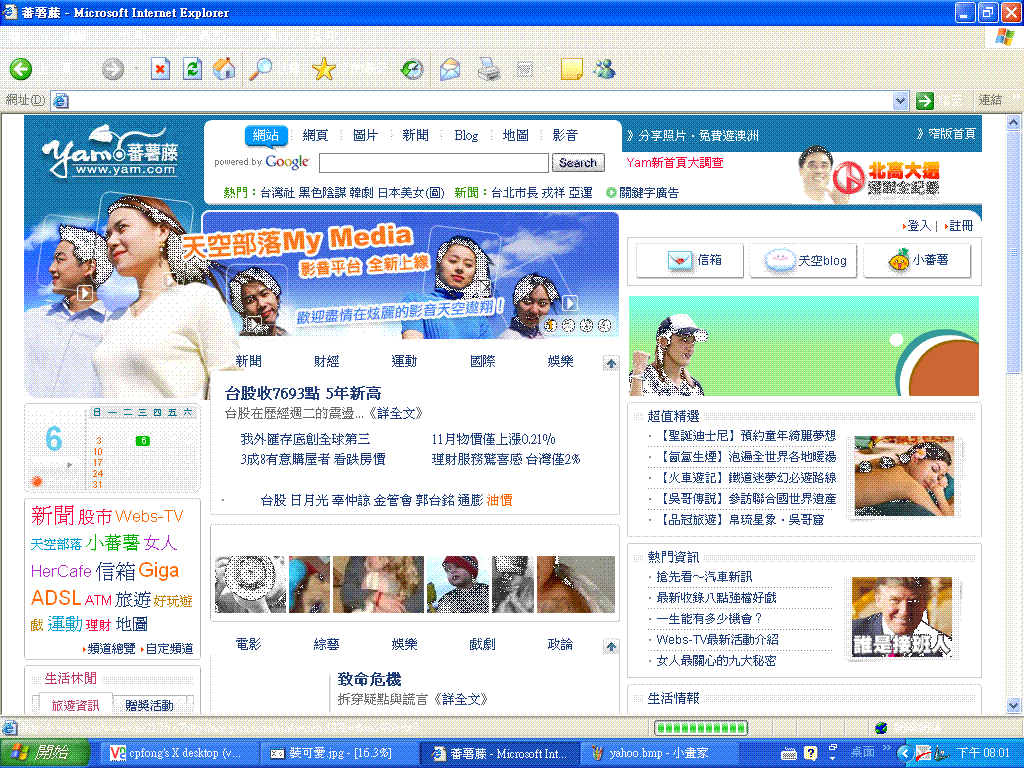 蕃薯藤 - Microsoft Internet Explorer
網址(D)
連結
Yam 蕃薯藤
www.yam.com
網站 網頁 圖片 新聞 Blog 地圖 影音
powered by Google Search
熱門：台灣社 黑色陰謀 韓劇 日本美女(圖) 新聞：台北市長 戎祥 亞運 關鍵字廣告
》分享照片‧免費遊澳洲
》窄版首頁
Yam新首頁大調查
北高大選
登入 | 註冊
信箱 天空blog 小蕃薯
天空部落My Media
影音平台 全新上線
歡迎盡情在炫麗的影音天空遨翔！
新聞 財經 運動 國際 娛樂
台股收7693點 5年新高
台股在歷經週二的震盪...《詳全文》
我外匯存底創全球第三 11月物價僅上漲0.21%
3成8有意購屋者 看跌房價 理財服務驚喜感 台灣僅2%
台股 日月光 辜仲諒 金管會 郭台銘 通膨 油價
電影 綜藝 娛樂 戲劇 政論
致命危機
拆穿疑點與謊言《詳全文》
日 一 二 三 四 五 六
6
3 6
10
17
24
31
新聞 股市 Webs-TV
天空部落 小蕃薯 女人
HerCafe 信箱 Giga
ADSL ATM 旅遊 好玩遊
戲 運動 理財 地圖
頻道總覽 自定頻道
生活休閒
旅遊資訊 贈獎活動
超值精選
【聖誕迪士尼】預約童年綺麗夢想
【氤氳生煙】泡遍全世界各地暖湯
【火車遊記】鐵道迷夢幻必遊路線
【吳哥傳說】參訪聯合國世界遺產
【品冠旅遊】帛琉星象‧吳哥窟
熱門資訊
搶先看～汽車新訊
最新收錄八點強檔好戲
一生能有多少機會？
Webs-TV最新活動介紹
女人最關心的九大秘密
誰是接班人
生活情報
開始
cpfong's X desktop (v...
裝可愛.jpg - [16.3%]
蕃薯藤 - Microsoft Int...
yahoo.bmp - 小畫家
桌面
下午 08:01